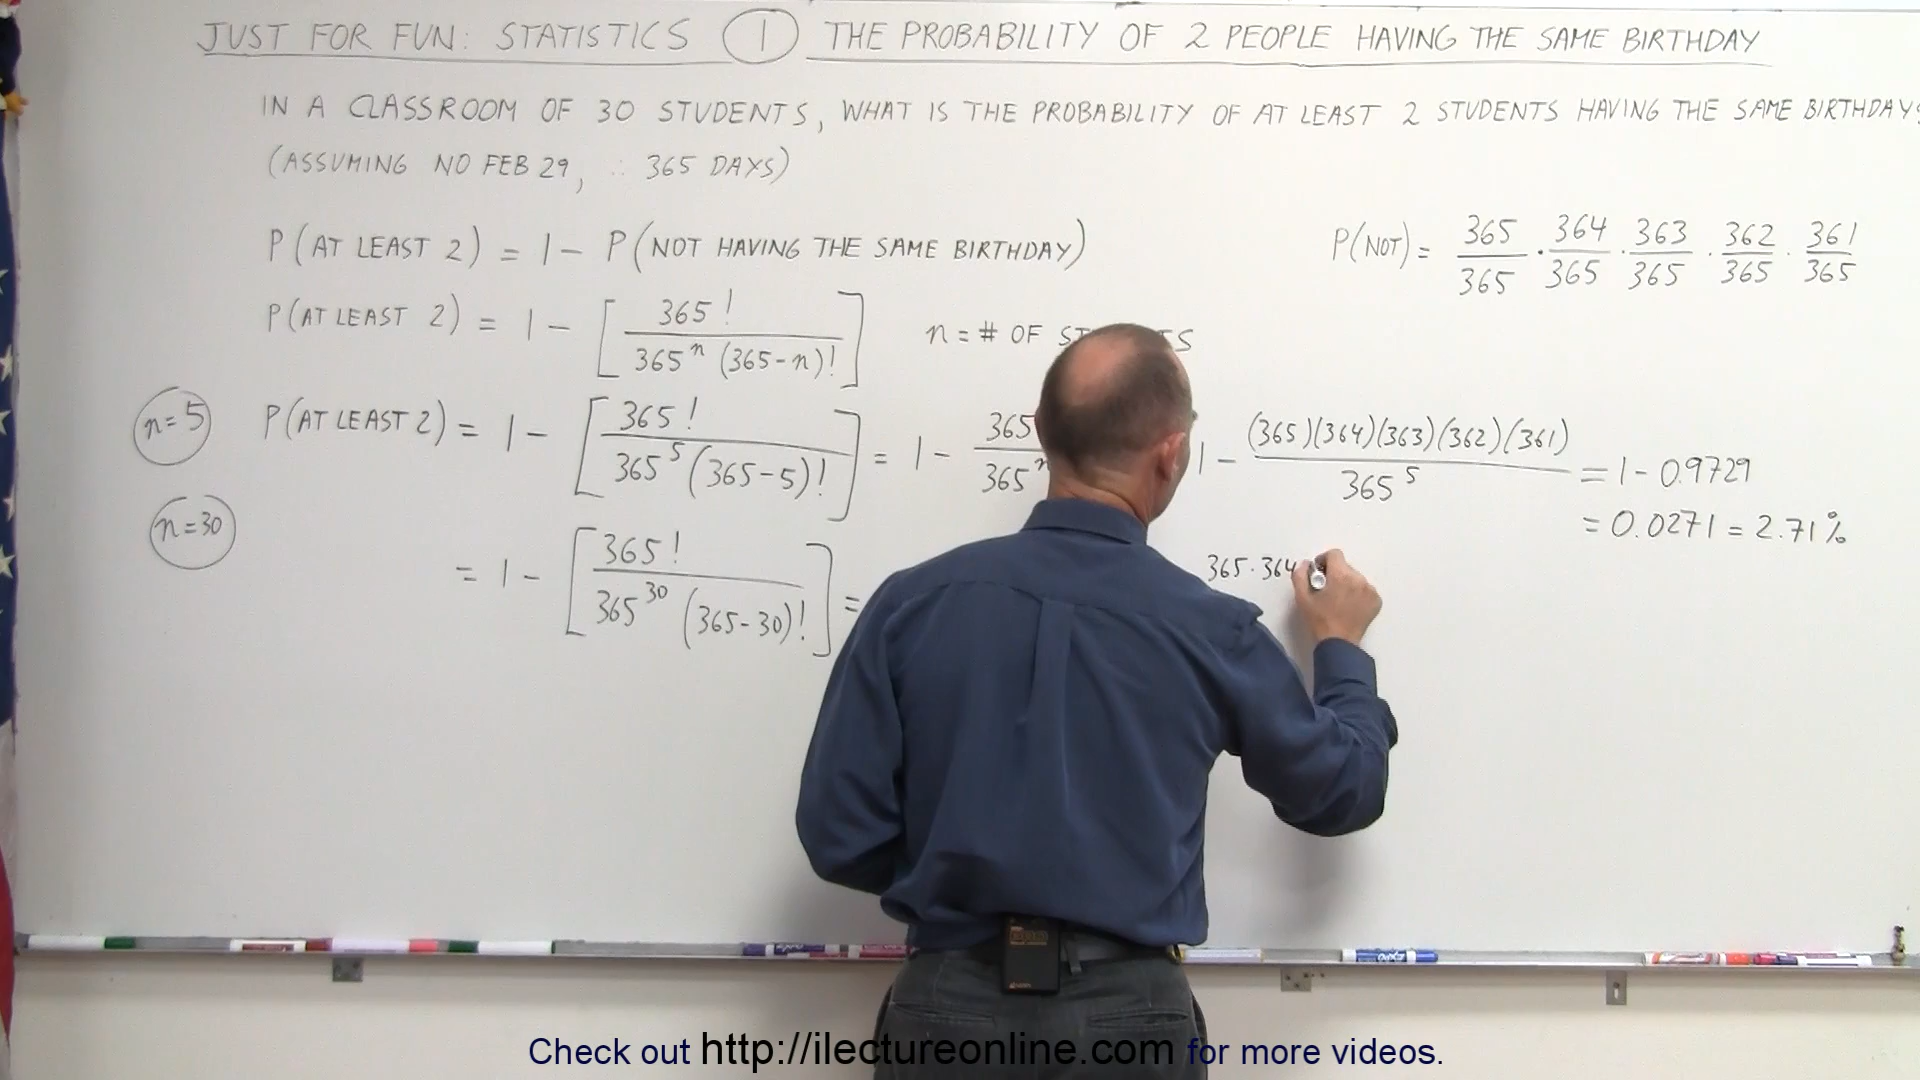 JUST FOR FUN: STATISTICS 1 THE PROBABILITY OF 2 PEOPLE HAVING THE SAME BIRTHDAY
IN A CLASSROOM OF 30 STUDENTS, WHAT IS THE PROBABILITY OF AT LEAST 2 STUDENTS HAVING THE SAME BIRTHDAYS
(ASSUMING NO FEB 29, ∴ 365 DAYS)
P(AT LEAST 2) = 1 - P(NOT HAVING THE SAME BIRTHDAY)
P(NOT) = 365/365 · 364/365 · 363/365 · 362/365 · 361/365
P(AT LEAST 2) = 1 - [365! / 365^n (365-n)!] n = # OF
n=5 P(AT LEAST 2) = 1 - [365! / 365^5 (365-5)!] = 1 - 365 / 365^n 1 - (365)(364)(363)(362)(361) / 365^5 = 1 - 0.9729
= 0.0271 = 2.71%
n=30 = 1 - [365! / 365^30 (365-30)!] = 365·364
Check out http://ilectureonline.com for more videos.